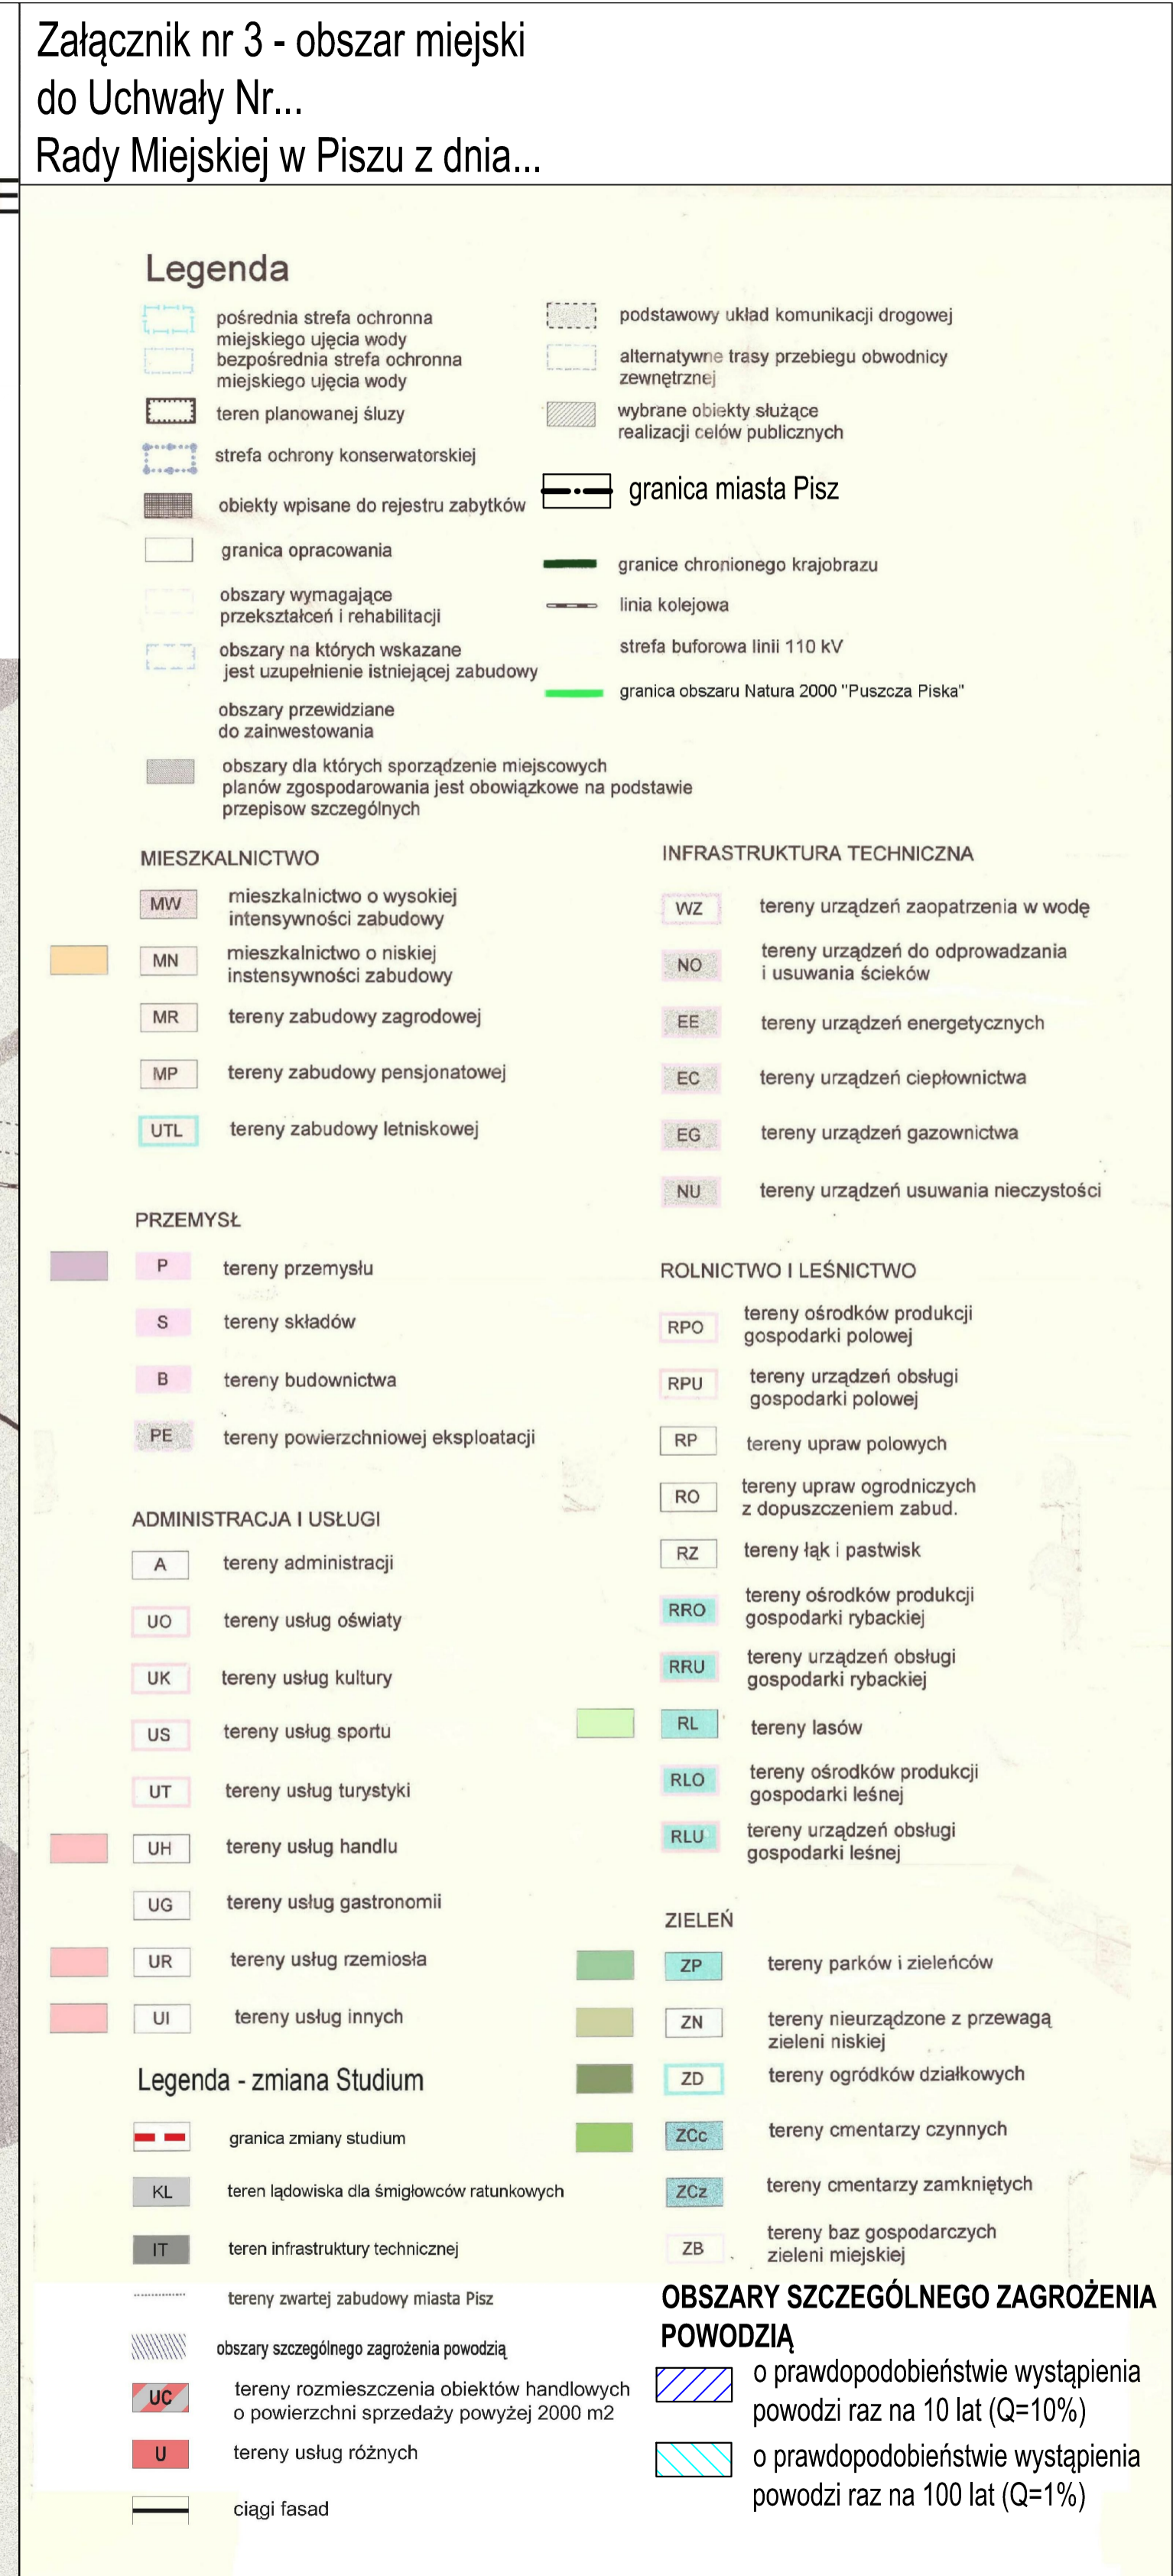 Załącznik nr 3 - obszar miejski
do Uchwały Nr...
Rady Miejskiej w Piszu z dnia...
Legenda
pośrednia strefa ochronna
miejskiego ujęcia wody
bezpośrednia strefa ochronna
miejskiego ujęcia wody
teren planowanej śluzy
strefa ochrony konserwatorskiej
obiekty wpisane do rejestru zabytków
granica opracowania
obszary wymagające
przekształceń i rehabilitacji
obszary na których wskazane
jest uzupełnienie istniejącej zabudowy
obszary przewidziane
do zainwestowania
obszary dla których sporządzenie miejscowych
planów zgospodarowania jest obowiązkowe na podstawie
przepisow szczególnych
podstawowy układ komunikacji drogowej
alternatywne trasy przebiegu obwodnicy
zewnętrznej
wybrane obiekty służące
realizacji celów publicznych
granica miasta Pisz
granice chronionego krajobrazu
linia kolejowa
strefa buforowa linii 110 kV
granica obszaru Natura 2000 "Puszcza Piska"
MIESZKALNICTWO
MW mieszkalnictwo o wysokiej
intensywności zabudowy
MN mieszkalnictwo o niskiej
instensywności zabudowy
MR tereny zabudowy zagrodowej
MP tereny zabudowy pensjonatowej
UTL tereny zabudowy letniskowej
PRZEMYSŁ
P tereny przemysłu
S tereny składów
B tereny budownictwa
PE tereny powierzchniowej eksploatacji
ADMINISTRACJA I USŁUGI
A tereny administracji
UO tereny usług oświaty
UK tereny usług kultury
US tereny usług sportu
UT tereny usług turystyki
UH tereny usług handlu
UG tereny usług gastronomii
UR tereny usług rzemiosła
UI tereny usług innych
Legenda - zmiana Studium
granica zmiany studium
KL teren lądowiska dla śmigłowców ratunkowych
IT teren infrastruktury technicznej
tereny zwartej zabudowy miasta Pisz
obszary szczególnego zagrożenia powodzią
UC tereny rozmieszczenia obiektów handlowych
o powierzchni sprzedaży powyżej 2000 m2
U tereny usług różnych
ciągi fasad
INFRASTRUKTURA TECHNICZNA
WZ tereny urządzeń zaopatrzenia w wodę
NO tereny urządzeń do odprowadzania
i usuwania ścieków
EE tereny urządzeń energetycznych
EC tereny urządzeń ciepłownictwa
EG tereny urządzeń gazownictwa
NU tereny urządzeń usuwania nieczystości
ROLNICTWO I LEŚNICTWO
RPO tereny ośrodków produkcji
gospodarki polowej
RPU tereny urządzeń obsługi
gospodarki polowej
RP tereny upraw polowych
RO tereny upraw ogrodniczych
z dopuszczeniem zabud.
RZ tereny łąk i pastwisk
RRO tereny ośrodków produkcji
gospodarki rybackiej
RRU tereny urządzeń obsługi
gospodarki rybackiej
RL tereny lasów
RLO tereny ośrodków produkcji
gospodarki leśnej
RLU tereny urządzeń obsługi
gospodarki leśnej
ZIELEŃ
ZP tereny parków i zieleńców
ZN tereny nieurządzone z przewagą
zieleni niskiej
ZD tereny ogródków działkowych
ZCc tereny cmentarzy czynnych
ZCz tereny cmentarzy zamkniętych
ZB tereny baz gospodarczych
zieleni miejskiej
OBSZARY SZCZEGÓLNEGO ZAGROŻENIA
POWODZIĄ
o prawdopodobieństwie wystąpienia
powodzi raz na 10 lat (Q=10%)
o prawdopodobieństwie wystąpienia
powodzi raz na 100 lat (Q=1%)